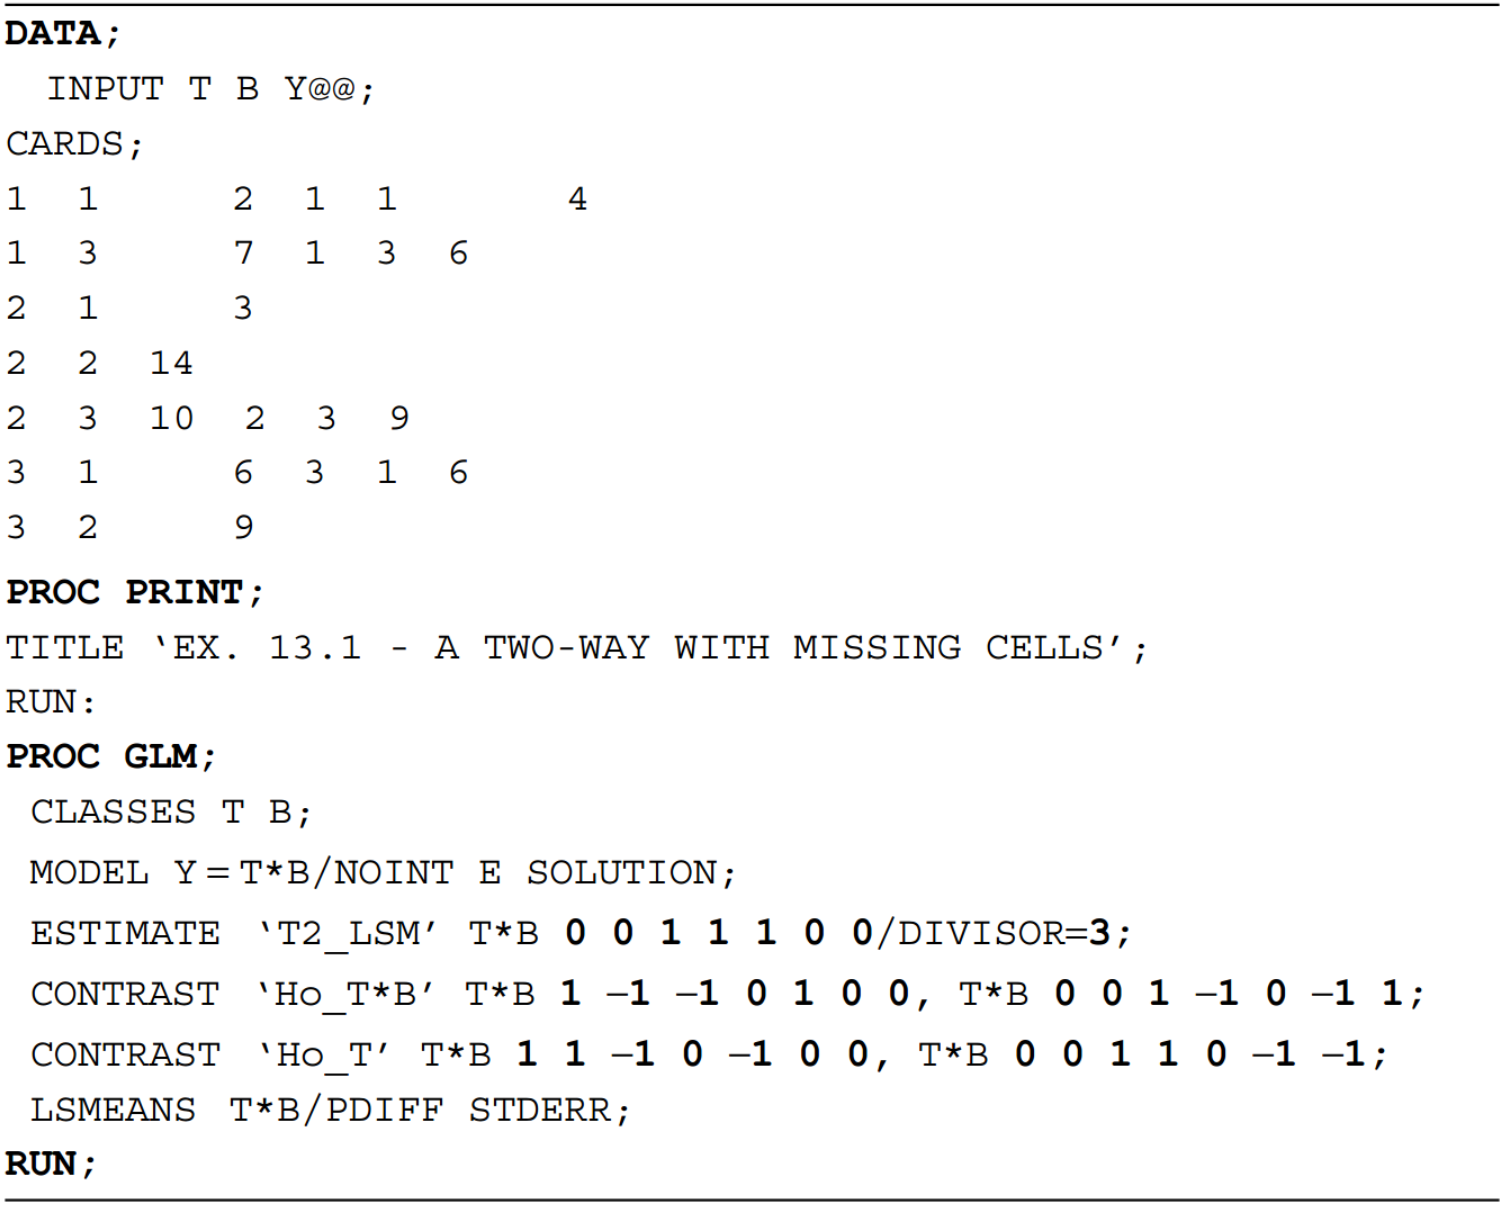 DATA;
INPUT T B Y@@;
CARDS;
1 1 2 1 1 4
1 3 7 1 3 6
2 1 3
2 2 14
2 3 10 2 3 9
3 1 6 3 1 6
3 2 9
PROC PRINT;
TITLE ‘EX. 13.1 - A TWO-WAY WITH MISSING CELLS’;
RUN:
PROC GLM;
CLASSES T B;
MODEL Y = T*B/NOINT E SOLUTION;
ESTIMATE ‘T2_LSM’ T*B 0 0 1 1 1 0 0/DIVISOR=3;
CONTRAST ‘Ho_T*B’ T*B 1 –1 –1 0 1 0 0, T*B 0 0 1 –1 0 –1 1;
CONTRAST ‘Ho_T’ T*B 1 1 –1 0 –1 0 0, T*B 0 0 1 1 0 –1 –1;
LSMEANS T*B/PDIFF STDERR;
RUN;